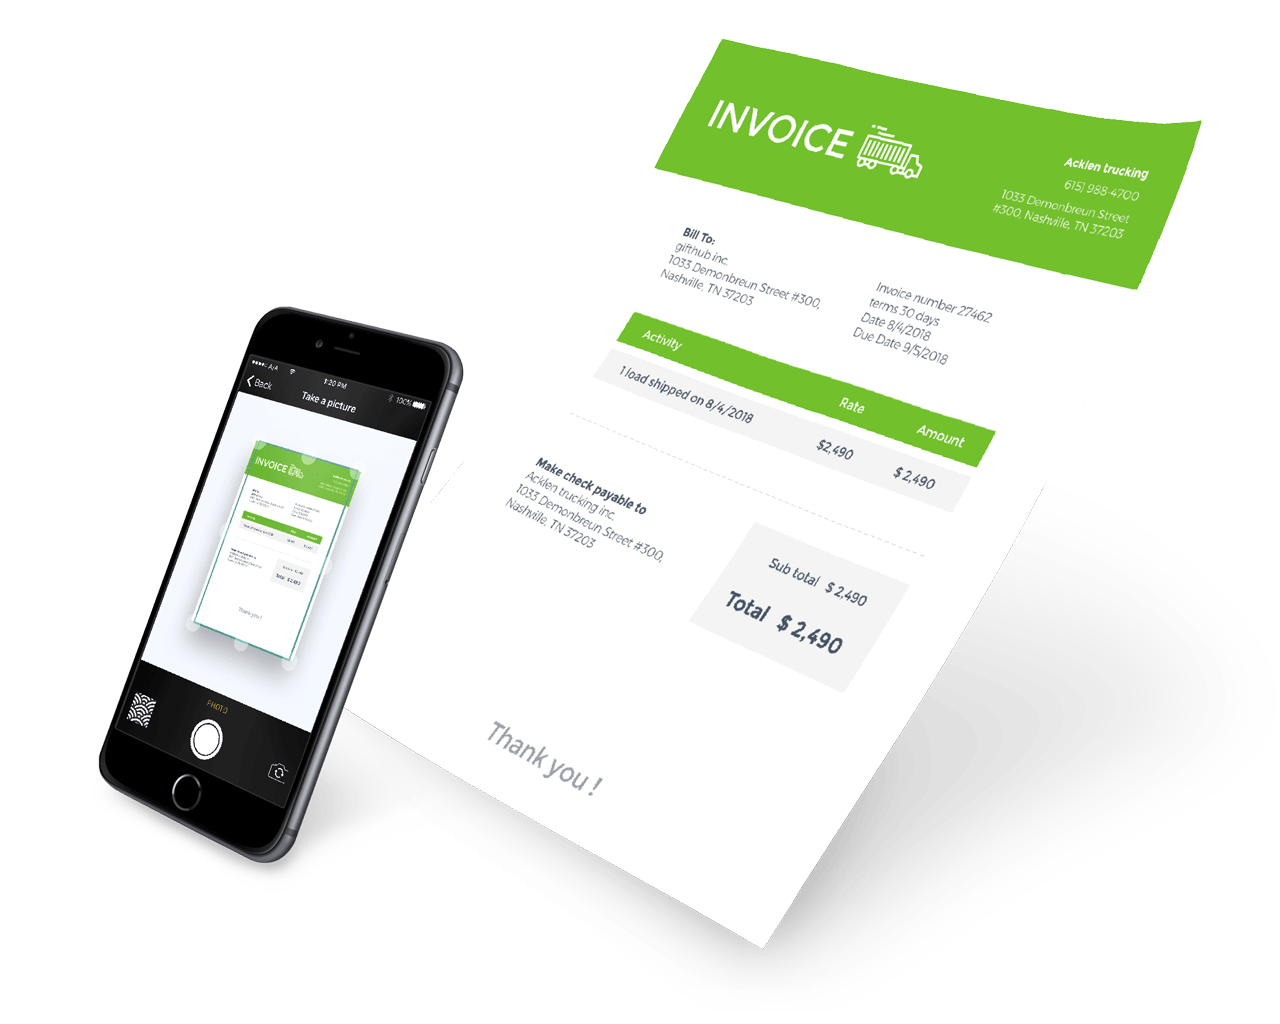 INVOICE
Acklen trucking
615) 988-4700
1033 Demonbreun Street
#300, Nashville, TN 37203
Bill To:
gifthub inc.
1033 Demonbreun Street #300,
Nashville, TN 37203
Invoice number 27462
terms 30 days
Date 8/4/2018
Due Date 9/5/2018
Activity Rate Amount
1 load shipped on 8/4/2018 $2,490 $ 2,490
Make check payable to
Acklen trucking inc.
1033 Demonbreun Street #300,
Nashville, TN 37203
Sub total $ 2,490
Total $ 2,490
Thank you !
A/A 1:20 PM 100%
Back
Take a picture
INVOICE
Total $ 2,490
Thank you !
PHOTO